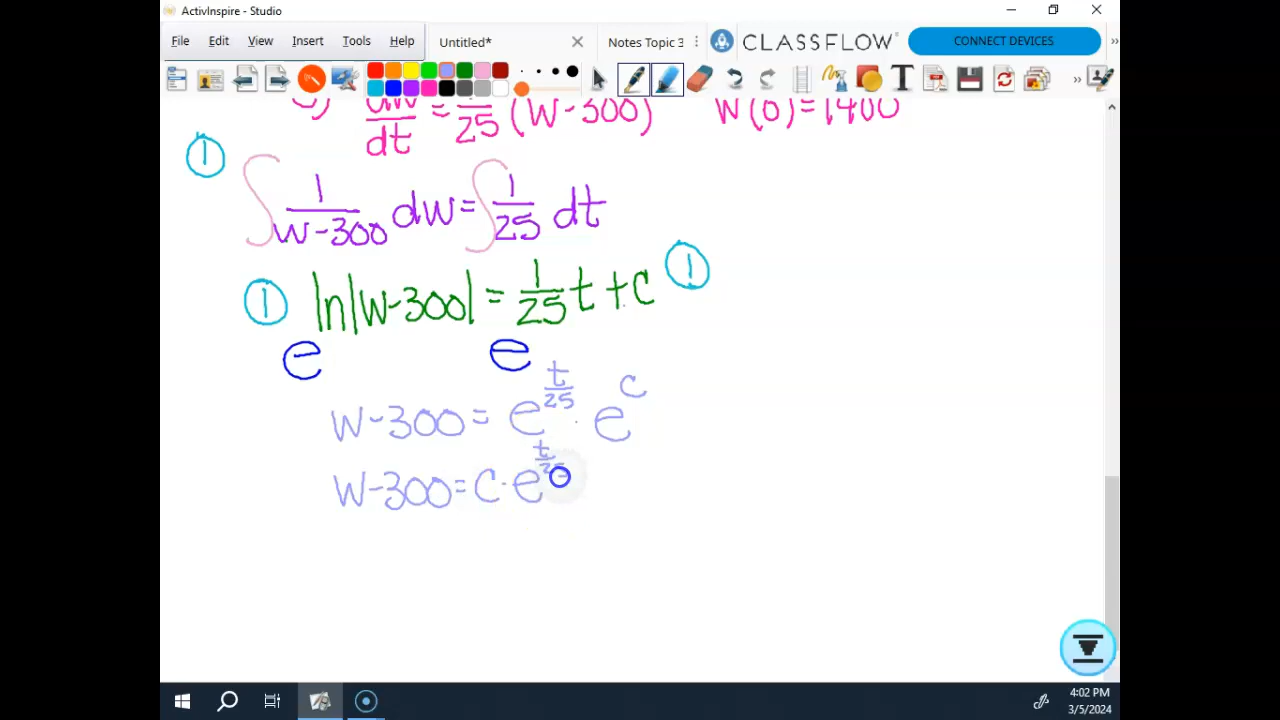 ActivInspire - Studio
File Edit View Insert Tools Help Untitled* Notes Topic 3 CLASSFLOW CONNECT DEVICES
dw/dt = 1/25 (W-300) W(0)=1400
①
∫ 1/(W-300) dw = ∫ 1/25 dt
① ln|W-300| = 1/25 t + C ①
e e
W-300 = e^(t/25) · e^C
W-300 = C · e^(t/25)
4:02 PM
3/5/2024